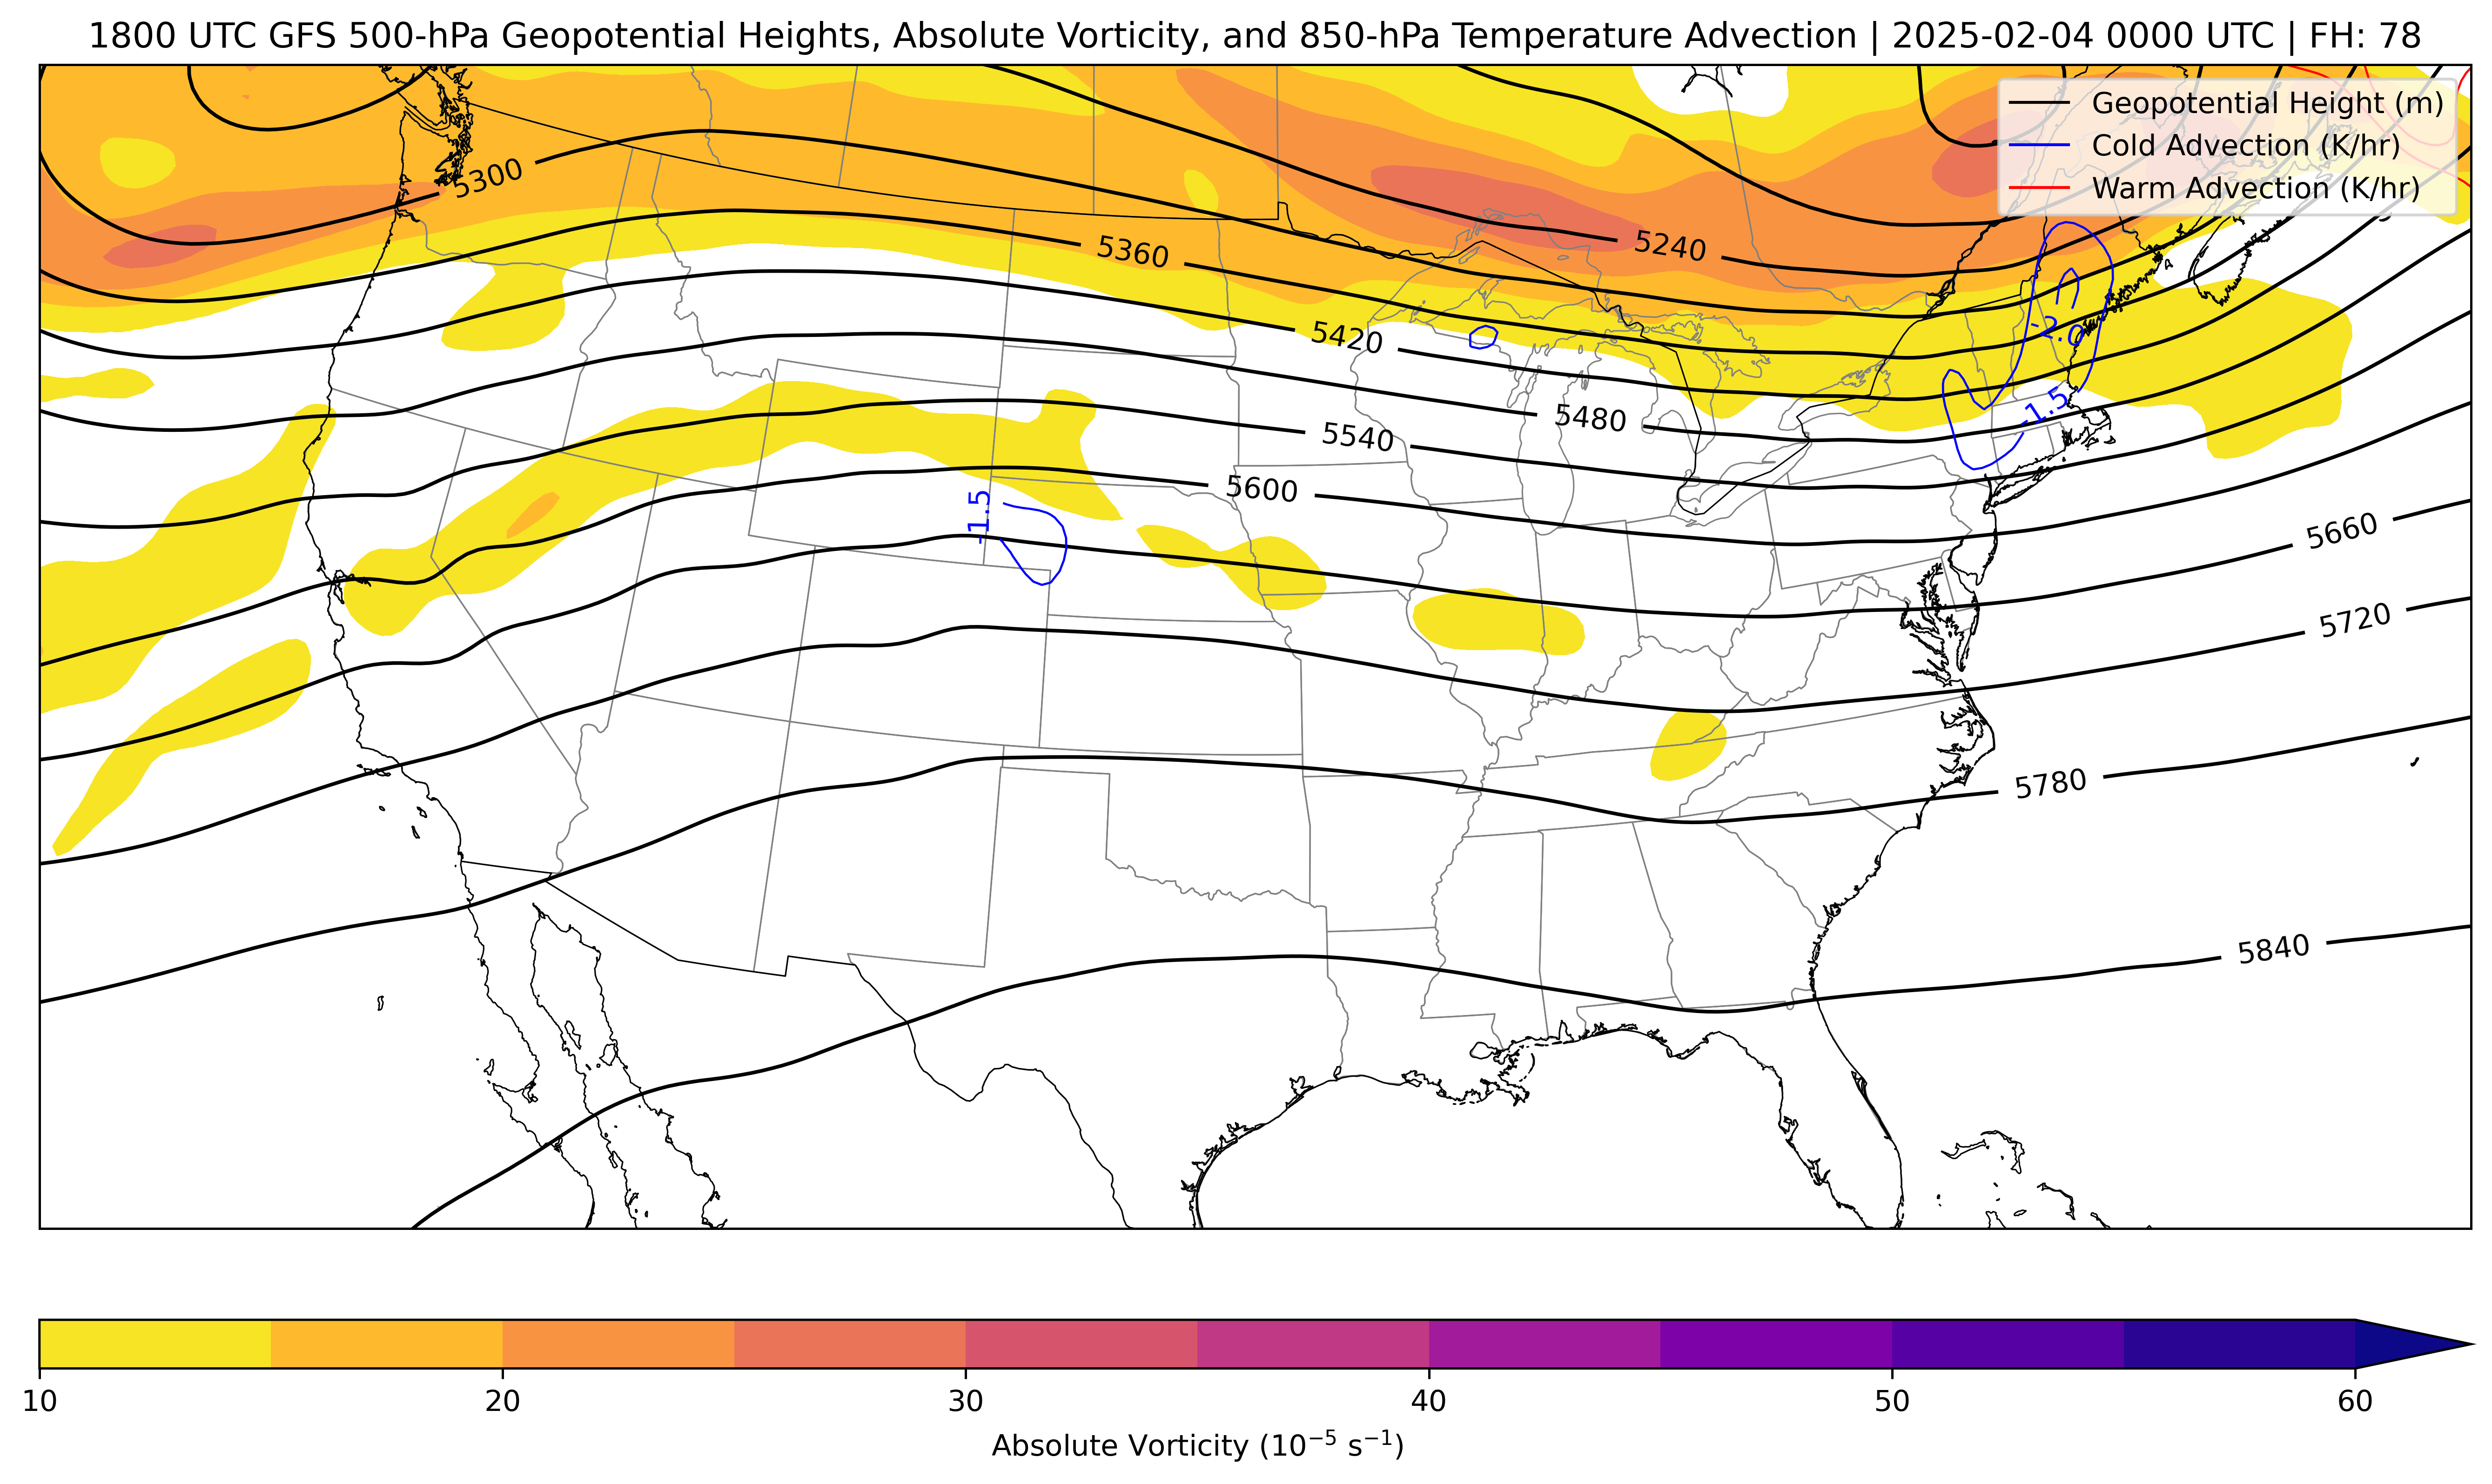 1800 UTC GFS 500-hPa Geopotential Heights, Absolute Vorticity, and 850-hPa Temperature Advection | 2025-02-04 0000 UTC | FH: 78
Geopotential Height (m)
Cold Advection (K/hr)
Warm Advection (K/hr)
5300
5240
5360
-2.0
5420
-1.5
5480
5540
5600
-1.5
5660
5720
5780
5840
10 20 30 40 50 60
Absolute Vorticity (10⁻⁵ s⁻¹)